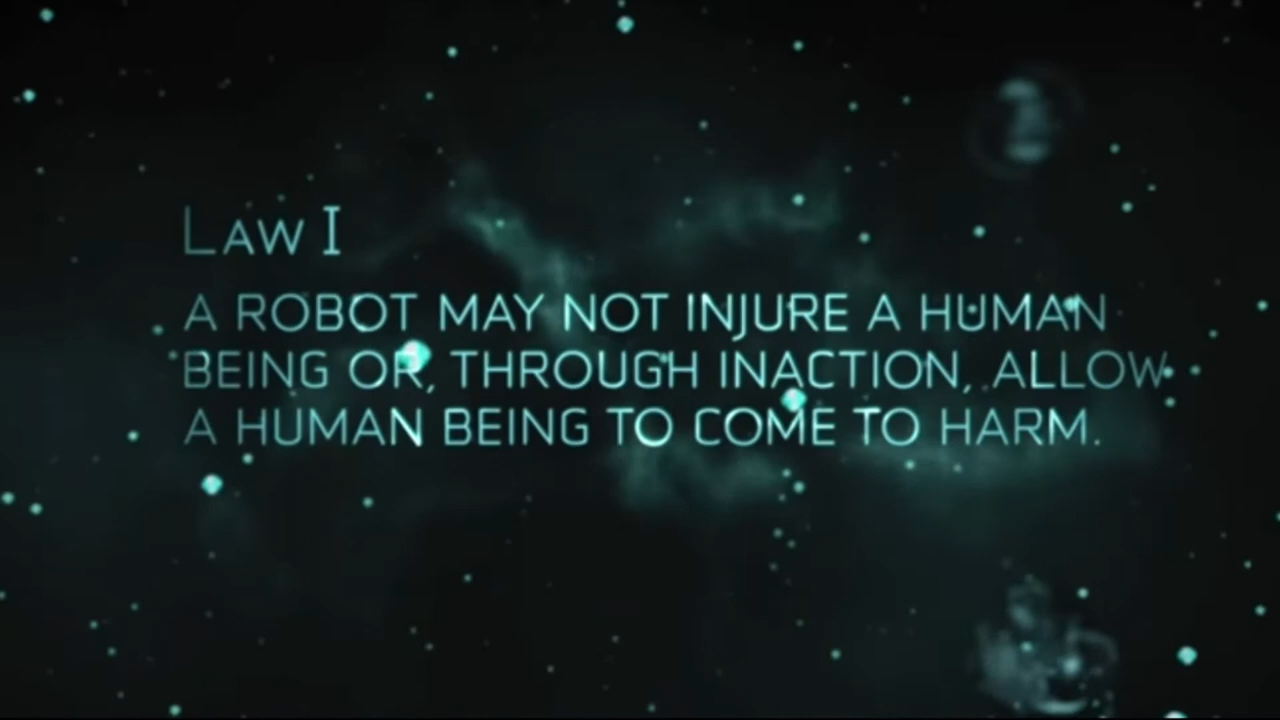 LAW I
A ROBOT MAY NOT INJURE A HUMAN
BEING OR, THROUGH INACTION, ALLOW
A HUMAN BEING TO COME TO HARM.